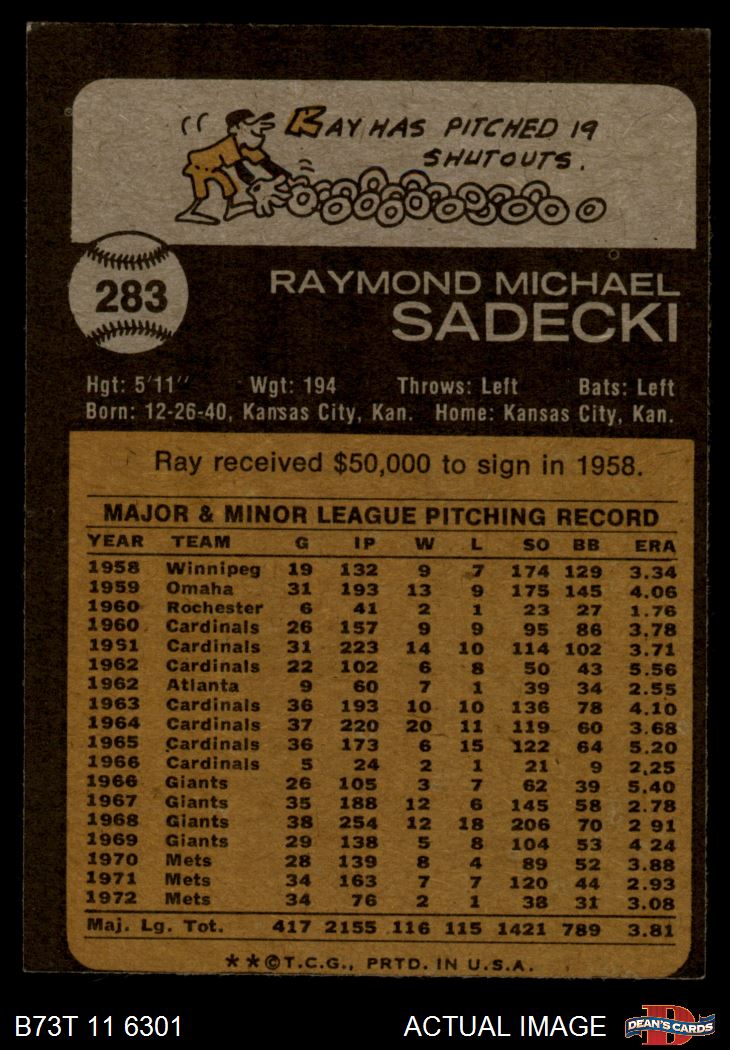 RAY HAS PITCHED 19
SHUTOUTS.
283
RAYMOND MICHAEL
SADECKI
Hgt: 5'11" Wgt: 194 Throws: Left Bats: Left
Born: 12-26-40, Kansas City, Kan. Home: Kansas City, Kan.
Ray received $50,000 to sign in 1958.
MAJOR & MINOR LEAGUE PITCHING RECORD
YEAR TEAM G IP W L SO BB ERA
1958 Winnipeg 19 132 9 7 174 129 3.34
1959 Omaha 31 193 13 9 175 145 4.06
1960 Rochester 6 41 2 1 23 27 1.76
1960 Cardinals 26 157 9 9 95 86 3.78
1991 Cardinals 31 223 14 10 114 102 3.71
1962 Cardinals 22 102 6 8 50 43 5.56
1962 Atlanta 9 60 7 1 39 34 2.55
1963 Cardinals 36 193 10 10 136 78 4.10
1964 Cardinals 37 220 20 11 119 60 3.68
1965 Cardinals 36 173 6 15 122 64 5.20
1966 Cardinals 5 24 2 1 21 9 2.25
1966 Giants 26 105 3 7 62 39 5.40
1967 Giants 35 188 12 6 145 58 2.78
1968 Giants 38 254 12 18 206 70 2 91
1969 Giants 29 138 5 8 104 53 4 24
1970 Mets 28 139 8 4 89 52 3.88
1971 Mets 34 163 7 7 120 44 2.93
1972 Mets 34 76 2 1 38 31 3.08
Maj. Lg. Tot. 417 2155 116 115 1421 789 3.81
**©T.C.G., PRTD. IN U.S.A.
B73T 11 6301 ACTUAL IMAGE D DEAN'S CARDS